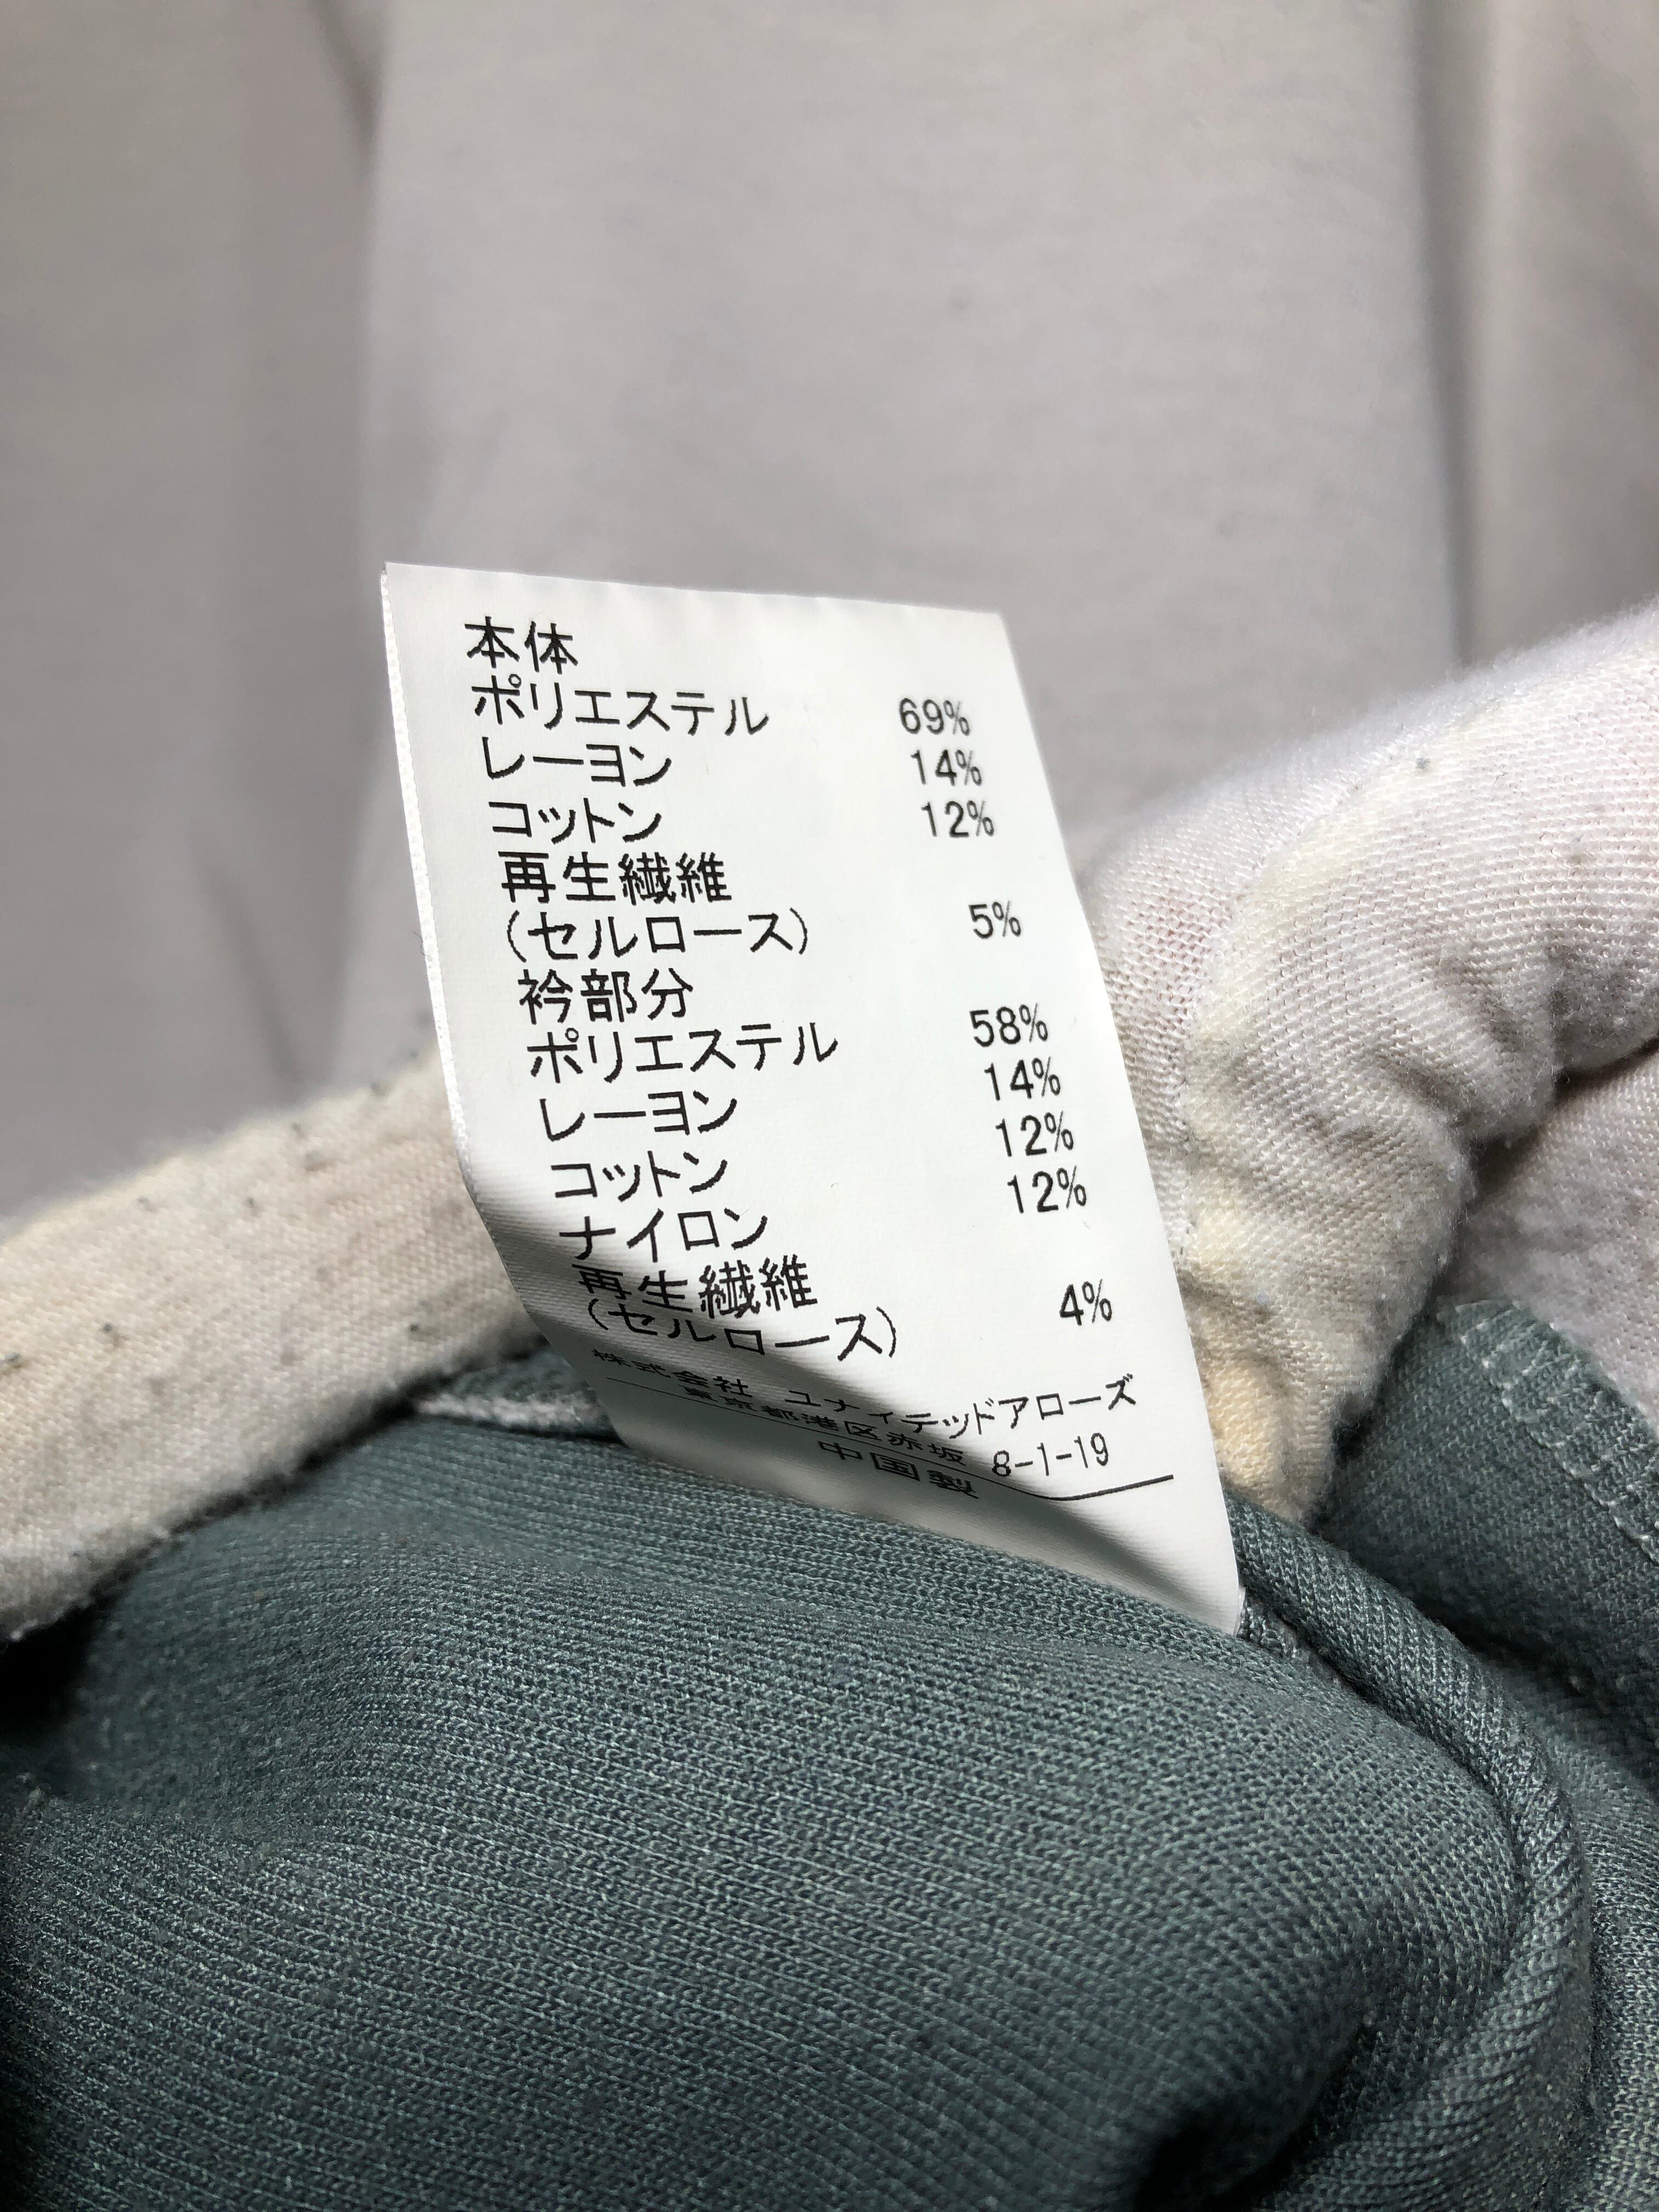 本体
ポリエステル 69%
レーヨン 14%
コットン 12%
再生繊維
(セルロース) 5%
衿部分
ポリエステル 58%
レーヨン 14%
コットン 12%
ナイロン 12%
再生繊維
(セルロース) 4%
株式会社 ユナイテッドアローズ
東京都港区赤坂 8-1-19
中国製